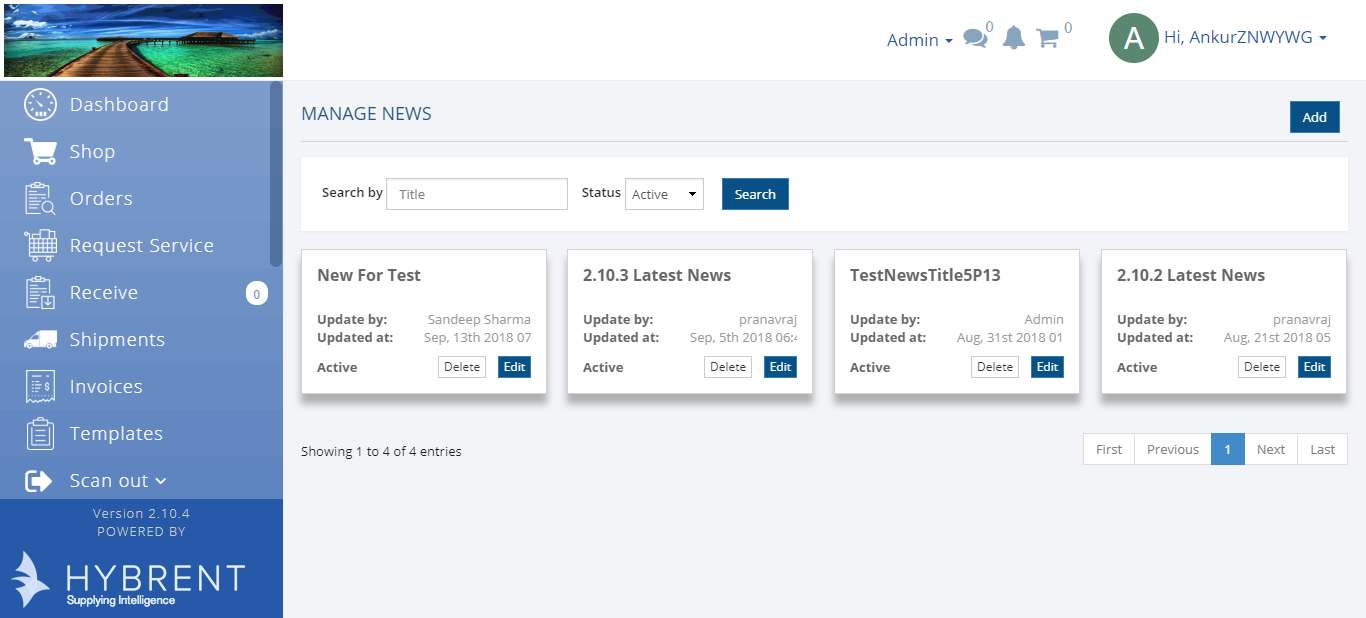 Admin
0
0
A
Hi, AnkurZNWYWG
Dashboard
Shop
Orders
Request Service
Receive
0
Shipments
Invoices
Templates
Scan out
Version 2.10.4
POWERED BY
HYBRENT
Supplying Intelligence
MANAGE NEWS
Add
Search by Title Status Active Search
New For Test
Update by: Sandeep Sharma
Updated at: Sep, 13th 2018 07
Active Delete Edit
2.10.3 Latest News
Update by: pranavraj
Updated at: Sep, 5th 2018 06:4
Active Delete Edit
TestNewsTitle5P13
Update by: Admin
Updated at: Aug, 31st 2018 01
Active Delete Edit
2.10.2 Latest News
Update by: pranavraj
Updated at: Aug, 21st 2018 05
Active Delete Edit
Showing 1 to 4 of 4 entries
First Previous 1 Next Last